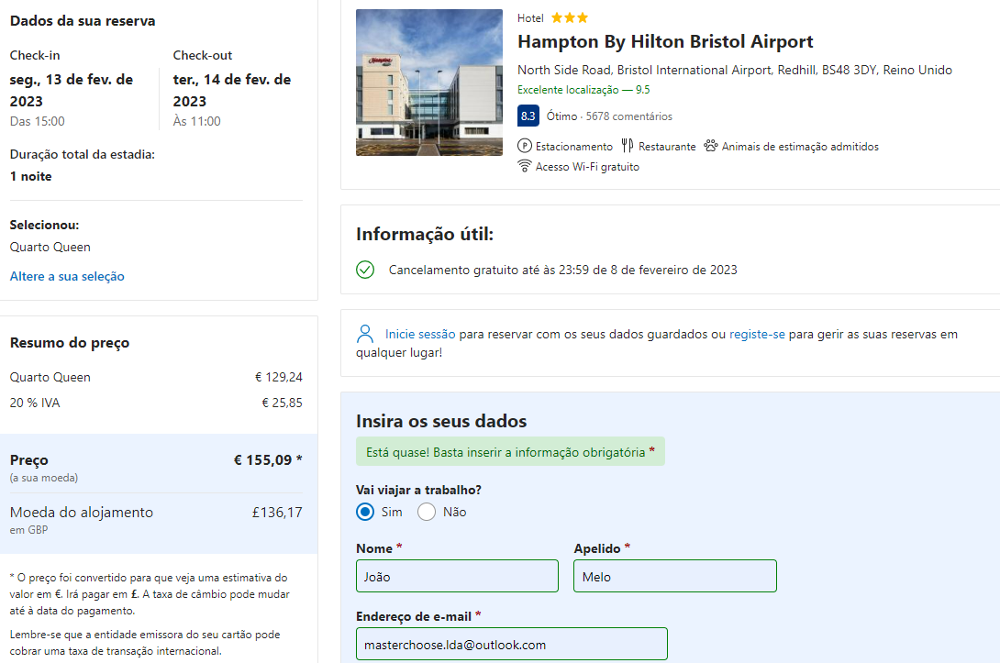 Dados da sua reserva
Check-in
seg., 13 de fev. de
2023
Das 15:00
Check-out
ter., 14 de fev. de
2023
Às 11:00
Duração total da estadia:
1 noite
Selecionou:
Quarto Queen
Altere a sua seleção
Resumo do preço
Quarto Queen € 129,24
20 % IVA € 25,85
Preço € 155,09 *
(a sua moeda)
Moeda do alojamento £136,17
em GBP
* O preço foi convertido para que veja uma estimativa do
valor em €. Irá pagar em £. A taxa de câmbio pode mudar
até à data do pagamento.
Lembre-se que a entidade emissora do seu cartão pode
cobrar uma taxa de transação internacional.
Hampton
Hotel
Hampton By Hilton Bristol Airport
North Side Road, Bristol International Airport, Redhill, BS48 3DY, Reino Unido
Excelente localização — 9.5
8.3 Ótimo · 5678 comentários
P Estacionamento Restaurante Animais de estimação admitidos
Acesso Wi-Fi gratuito
Informação útil:
Cancelamento gratuito até às 23:59 de 8 de fevereiro de 2023
Inicie sessão para reservar com os seus dados guardados ou registe-se para gerir as suas reservas em
qualquer lugar!
Insira os seus dados
Está quase! Basta inserir a informação obrigatória *
Vai viajar a trabalho?
Sim Não
Nome * Apelido *
João Melo
Endereço de e-mail *
masterchoose.lda@outlook.com